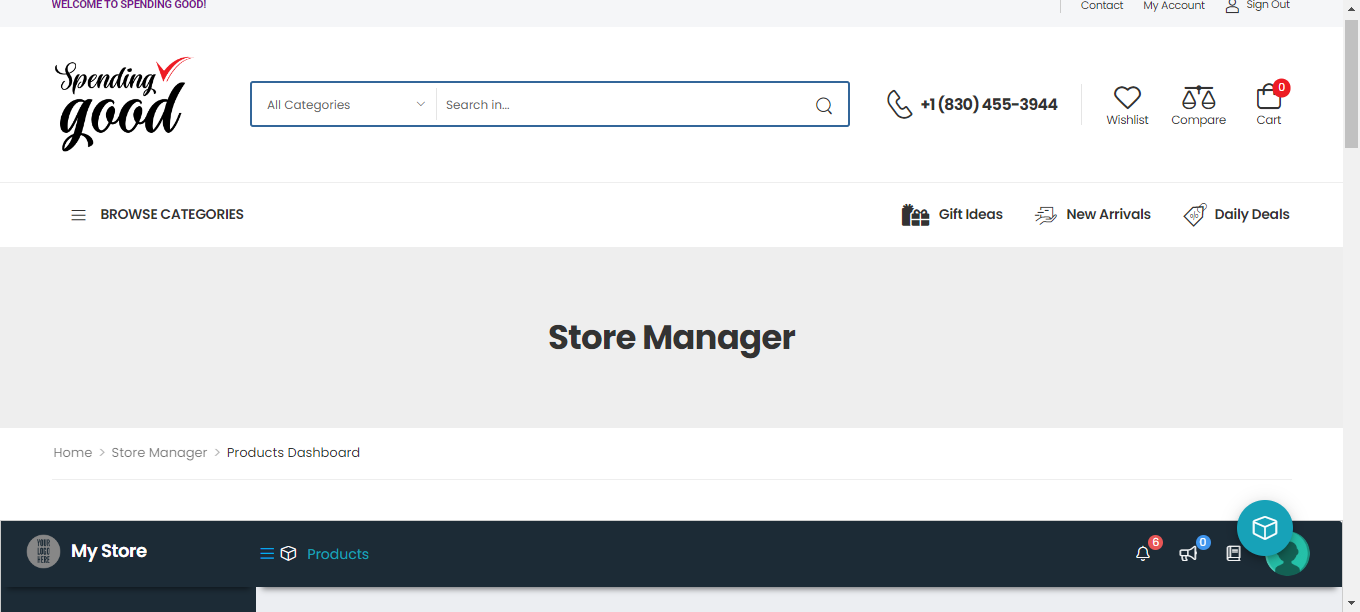 WELCOME TO SPENDING GOOD!
Contact My Account Sign Out
Spending
good
All Categories Search in...
+1 (830) 455-3944
Wishlist Compare Cart 0
BROWSE CATEGORIES
Gift Ideas New Arrivals Daily Deals
Store Manager
Home > Store Manager > Products Dashboard
YOUR
LOGO
HERE
My Store
Products
6 0